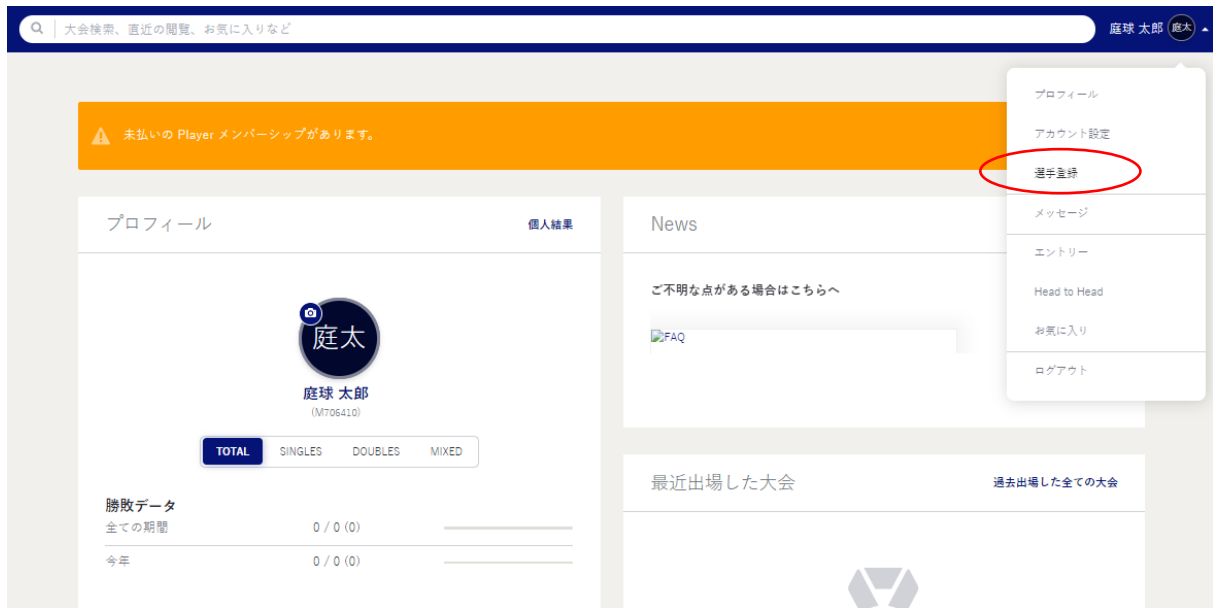 大会検索、直近の閲覧、お気に入りなど
庭球 太郎
庭太
プロフィール
アカウント設定
選手登録
メッセージ
エントリー
Head to Head
お気に入り
ログアウト
未払いの Player メンバーシップがあります。
プロフィール
個人結果
庭太
庭球 太郎
(M706410)
TOTAL SINGLES DOUBLES MIXED
勝敗データ
全ての期間 0 / 0 (0)
今年 0 / 0 (0)
News
ご不明な点がある場合はこちらへ
FAQ
最近出場した大会
過去出場した全ての大会